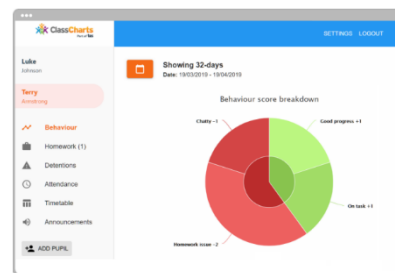 ClassCharts
SETTINGS LOGOUT
Luke
Johnson
Terry
Armstrong
Behaviour
Homework (1)
Detentions
Attendance
Timetable
Announcements
ADD PUPIL
Showing 32-days
Date: 19/03/2019 - 19/04/2019
Behaviour score breakdown
Chatty -1
Good progress +1
On task +1
Homework issue -2